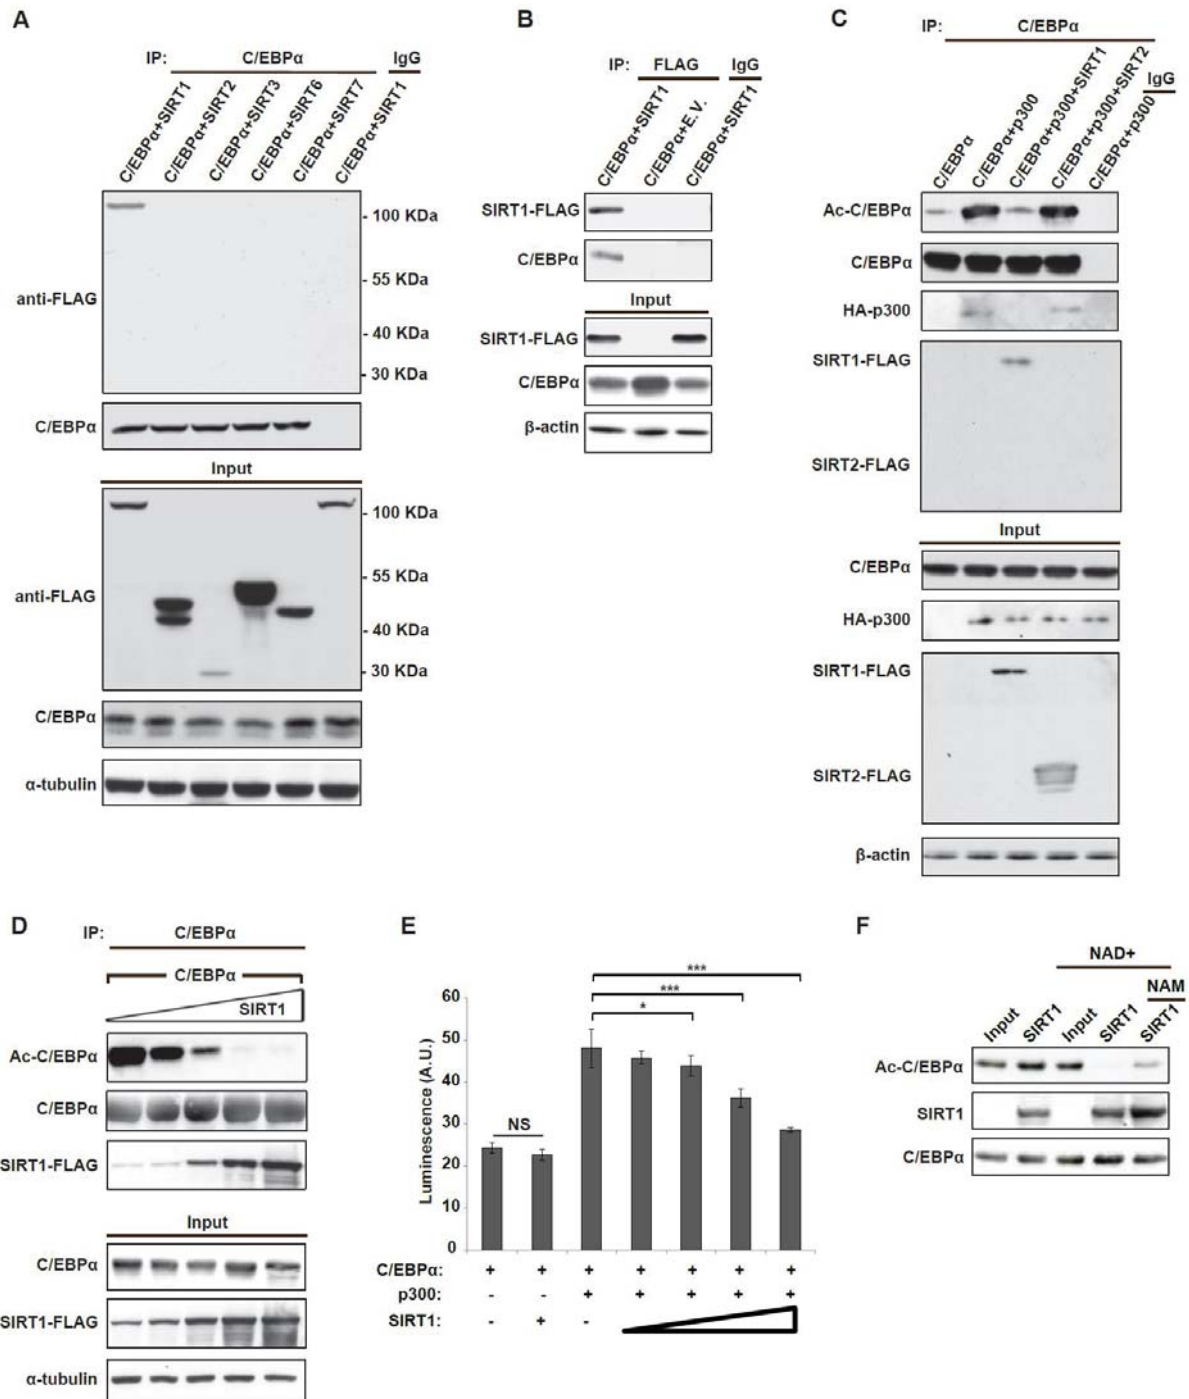 A
IP: C/EBPα IgG
C/EBPα+SIRT1
C/EBPα+SIRT2
C/EBPα+SIRT3
C/EBPα+SIRT6
C/EBPα+SIRT7
C/EBPα+SIRT1
anti-FLAG
- 100 KDa
- 55 KDa
- 40 KDa
- 30 KDa
C/EBPα
Input
anti-FLAG
- 100 KDa
- 55 KDa
- 40 KDa
- 30 KDa
C/EBPα
α-tubulin
B
IP: FLAG IgG
C/EBPα+SIRT1
C/EBPα+E.V.
C/EBPα+SIRT1
SIRT1-FLAG
C/EBPα
Input
SIRT1-FLAG
C/EBPα
β-actin
C
IP: C/EBPα
IgG
C/EBPα
C/EBPα+p300
C/EBPα+p300+SIRT1
C/EBPα+p300+SIRT2
C/EBPα+p300
Ac-C/EBPα
C/EBPα
HA-p300
SIRT1-FLAG
SIRT2-FLAG
Input
C/EBPα
HA-p300
SIRT1-FLAG
SIRT2-FLAG
β-actin
D
IP: C/EBPα
C/EBPα
SIRT1
Ac-C/EBPα
C/EBPα
SIRT1-FLAG
Input
C/EBPα
SIRT1-FLAG
α-tubulin
E
***
***
*
NS
Luminescence (A.U.)
60
50
40
30
20
10
0
C/EBPα: + + + + + + +
p300: - - + + + + +
SIRT1: - + -
F
NAD+
NAM
Input
SIRT1
Input
SIRT1
SIRT1
Ac-C/EBPα
SIRT1
C/EBPα